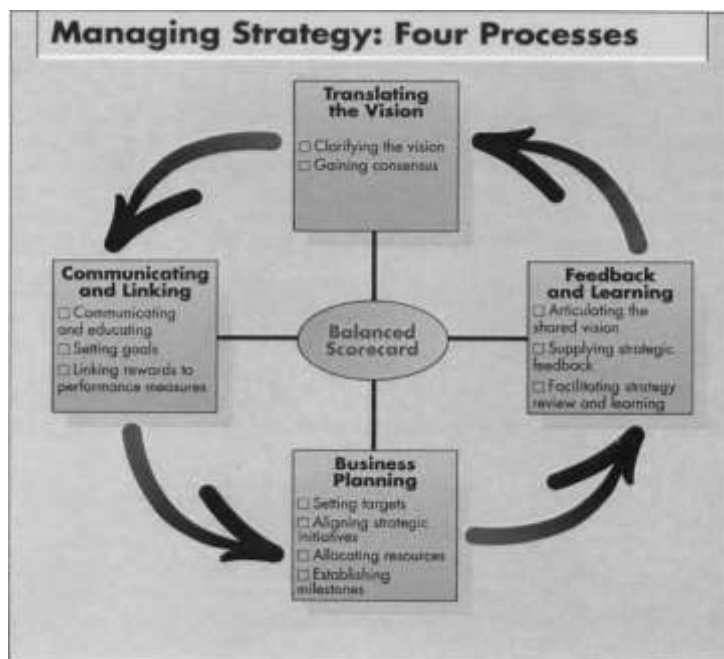 Managing Strategy: Four Processes
Translating
the Vision
□ Clarifying the vision
□ Gaining consensus
Communicating
and Linking
□ Communicating
and educating
□ Setting goals
□ Linking rewards to
performance measures
Balanced
Scorecard
Feedback
and Learning
□ Articulating the
shared vision
□ Supplying strategic
feedback
□ Facilitating strategy
review and learning
Business
Planning
□ Setting targets
□ Aligning strategic
initiatives
□ Allocating resources
□ Establishing
milestones